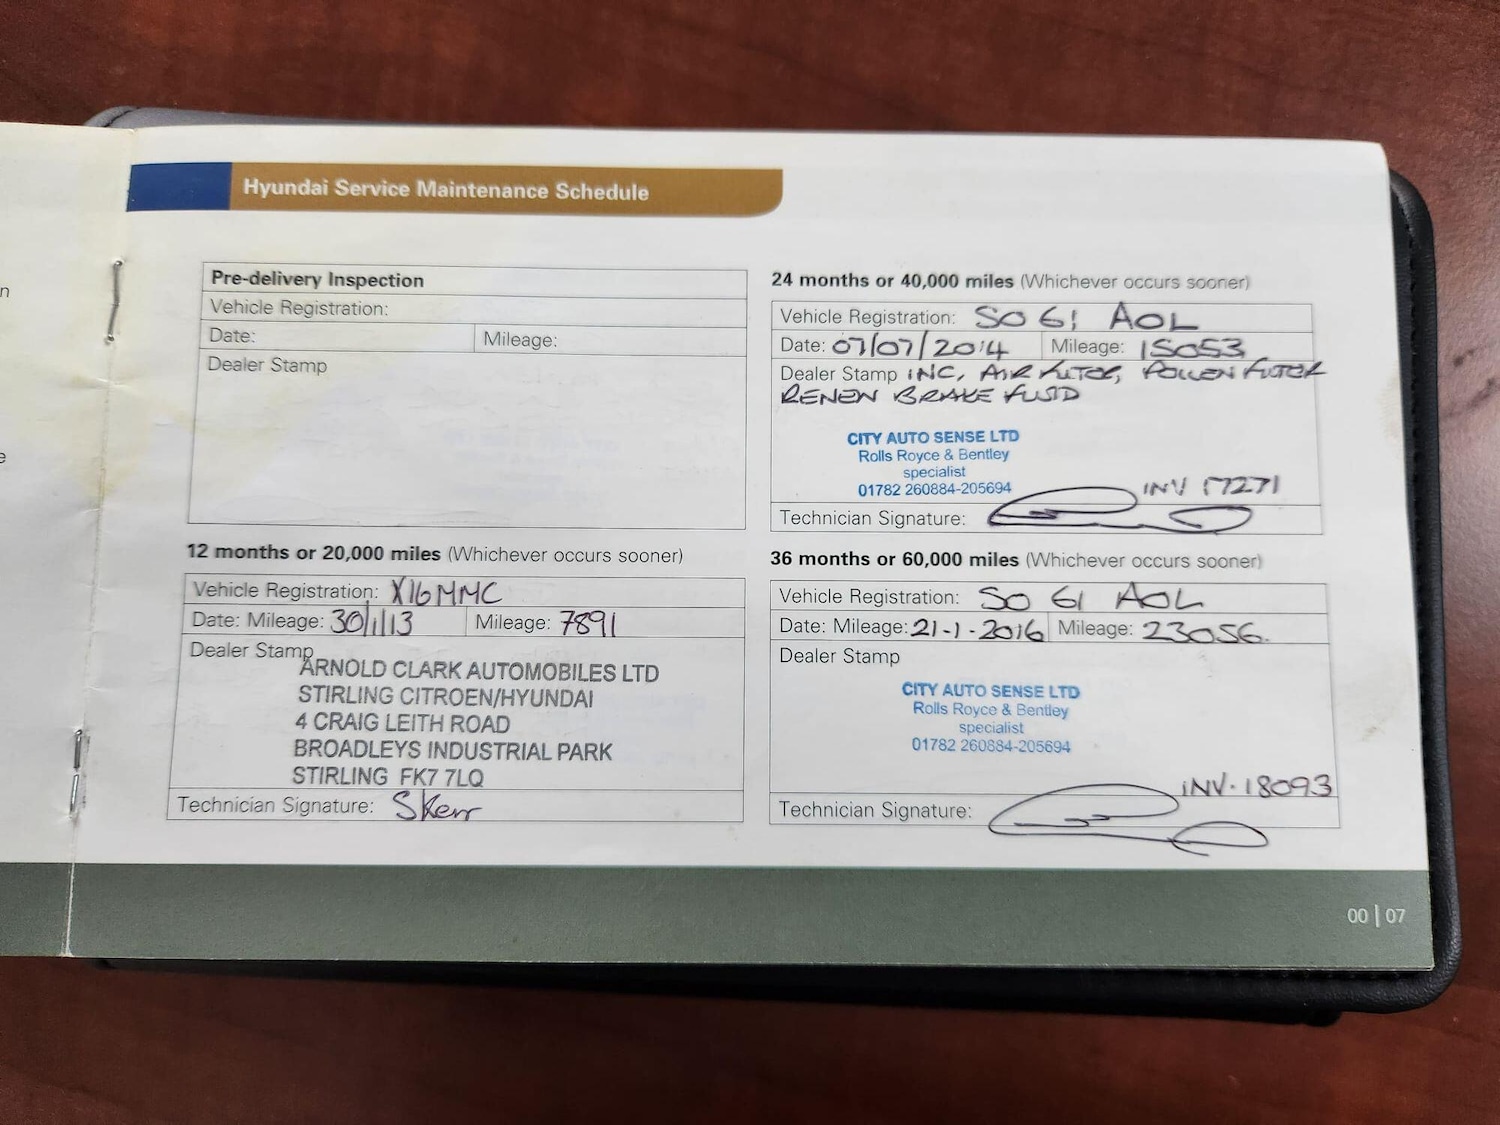 n
e
Hyundai Service Maintenance Schedule
Pre-delivery Inspection
Vehicle Registration:
Date: Mileage:
Dealer Stamp
12 months or 20,000 miles (Whichever occurs sooner)
Vehicle Registration: X16MMC
Date: Mileage: 30/1/13 Mileage: 7891
Dealer Stamp
ARNOLD CLARK AUTOMOBILES LTD
STIRLING CITROEN/HYUNDAI
4 CRAIG LEITH ROAD
BROADLEYS INDUSTRIAL PARK
STIRLING FK7 7LQ
Technician Signature: SKerr
24 months or 40,000 miles (Whichever occurs sooner)
Vehicle Registration: SO 61 AOL
Date: 07/07/2014 Mileage: 15053
Dealer Stamp INC, AIR FILTER, POLLEN FILTER
RENEW BRAKE FLUID
CITY AUTO SENSE LTD
Rolls Royce & Bentley
specialist
01782 260884-205694
INV 17271
Technician Signature:
36 months or 60,000 miles (Whichever occurs sooner)
Vehicle Registration: SO 61 AOL
Date: Mileage: 21-1-2016 Mileage: 23056.
Dealer Stamp
CITY AUTO SENSE LTD
Rolls Royce & Bentley
specialist
01782 260884-205694
INV. 18093
Technician Signature:
00 | 07